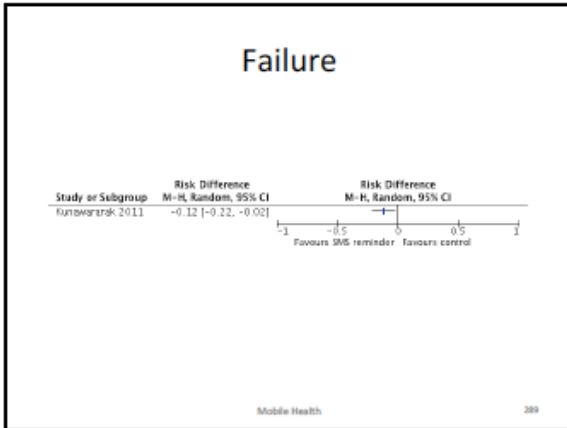 Failure
Risk Difference Risk Difference
Study or Subgroup M-H, Random, 95% CI M-H, Random, 95% CI
Kunawararak 2011 -0.12 [-0.22, -0.02]
-1 -0.5 0 0.5 1
Favours SMS reminder Favours control
Mobile Health 289